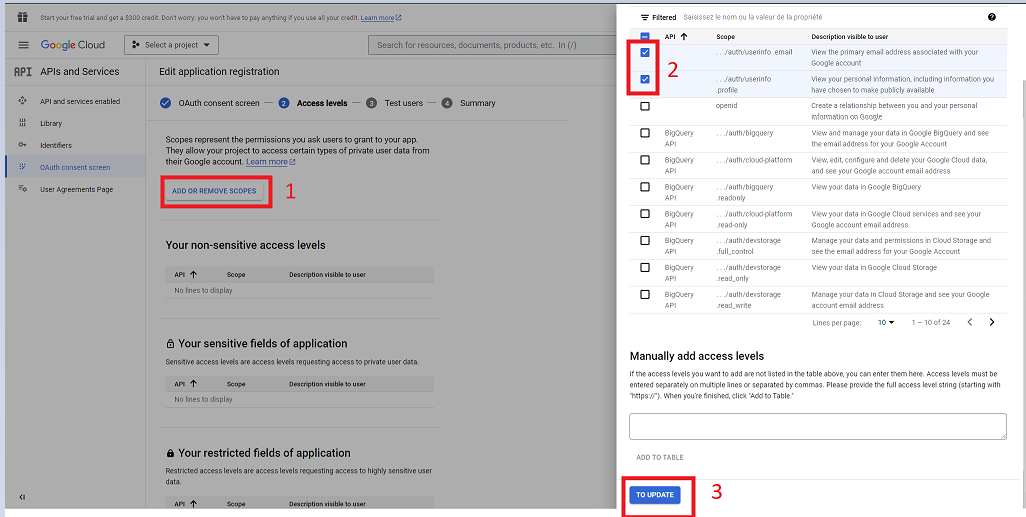 Start your free trial and get a $300 credit. Don't worry: you won't have to pay anything if you use all your credit. Learn more
Google Cloud
Select a project
Search for resources, documents, products, etc. In (/)
API APIs and Services
API and services enabled
Library
Identifiers
OAuth consent screen
User Agreements Page
Edit application registration
OAuth consent screen
2 Access levels
3 Test users
4 Summary
Scopes represent the permissions you ask users to grant to your app.
They allow your project to access certain types of private user data from
their Google account. Learn more
ADD OR REMOVE SCOPES
1
Your non-sensitive access levels
API Scope Description visible to user
No lines to display
Your sensitive fields of application
Sensitive access levels are access levels requesting access to private user data.
API Scope Description visible to user
No lines to display
Your restricted fields of application
Restricted access levels are access levels requesting access to highly sensitive user
data.
API Scope Description visible to user
Filtered Saisissez le nom ou la valeur de la propriété
API Scope Description visible to user
2
. . ./auth/userinfo .email View the primary email address associated with your
Google account
. . ./auth/userinfo View your personal information, including information you
.profile have chosen to make publicly available
openid Create a relationship between you and your personal
information on Google
BigQuery . . ./auth/bigquery View and manage your data in Google BigQuery and see
API the email address for your Google Account
BigQuery . . ./auth/cloud-platform View, edit, configure and delete your Google Cloud data,
API and see your Google account email address
BigQuery . . ./auth/bigquery View your data in Google BigQuery
API .readonly
BigQuery . . ./auth/cloud-platform View your data in Google Cloud services and see your
API .read-only Google account email address
BigQuery . . ./auth/devstorage Manage your data and permissions in Cloud Storage and
API .full_control see the email address for your Google Account
BigQuery . . ./auth/devstorage View your data in Google Cloud Storage
API .read_only
BigQuery . . ./auth/devstorage Manage your data in Cloud Storage and see your Google
API .read_write account email address
Lines per page: 10 1 – 10 of 24
Manually add access levels
If the access levels you want to add are not listed in the table above, you can enter them here. Access levels must be
entered separately on multiple lines or separated by commas. Please provide the full access level string (starting with
"https://"). When you're finished, click "Add to Table."
ADD TO TABLE
TO UPDATE
3